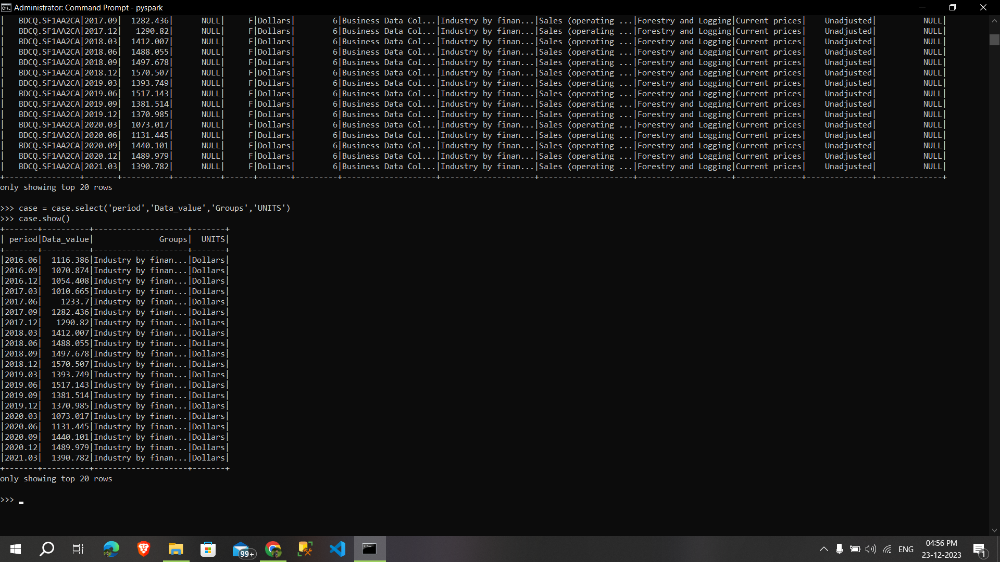 Administrator: Command Prompt - pyspark
|   BDCQ.SF1AA2CA|2017.09|  1282.436|      NULL|     F|Dollars|        6|Business Data Col...|Industry by finan...|Sales (operating ...|Forestry and Logging|Current prices|    Unadjusted|          NULL|
|   BDCQ.SF1AA2CA|2017.12|   1290.82|      NULL|     F|Dollars|        6|Business Data Col...|Industry by finan...|Sales (operating ...|Forestry and Logging|Current prices|    Unadjusted|          NULL|
|   BDCQ.SF1AA2CA|2018.03|  1412.007|      NULL|     F|Dollars|        6|Business Data Col...|Industry by finan...|Sales (operating ...|Forestry and Logging|Current prices|    Unadjusted|          NULL|
|   BDCQ.SF1AA2CA|2018.06|  1488.055|      NULL|     F|Dollars|        6|Business Data Col...|Industry by finan...|Sales (operating ...|Forestry and Logging|Current prices|    Unadjusted|          NULL|
|   BDCQ.SF1AA2CA|2018.09|  1497.678|      NULL|     F|Dollars|        6|Business Data Col...|Industry by finan...|Sales (operating ...|Forestry and Logging|Current prices|    Unadjusted|          NULL|
|   BDCQ.SF1AA2CA|2018.12|  1570.507|      NULL|     F|Dollars|        6|Business Data Col...|Industry by finan...|Sales (operating ...|Forestry and Logging|Current prices|    Unadjusted|          NULL|
|   BDCQ.SF1AA2CA|2019.03|  1393.749|      NULL|     F|Dollars|        6|Business Data Col...|Industry by finan...|Sales (operating ...|Forestry and Logging|Current prices|    Unadjusted|          NULL|
|   BDCQ.SF1AA2CA|2019.06|  1517.143|      NULL|     F|Dollars|        6|Business Data Col...|Industry by finan...|Sales (operating ...|Forestry and Logging|Current prices|    Unadjusted|          NULL|
|   BDCQ.SF1AA2CA|2019.09|  1381.514|      NULL|     F|Dollars|        6|Business Data Col...|Industry by finan...|Sales (operating ...|Forestry and Logging|Current prices|    Unadjusted|          NULL|
|   BDCQ.SF1AA2CA|2019.12|  1370.985|      NULL|     F|Dollars|        6|Business Data Col...|Industry by finan...|Sales (operating ...|Forestry and Logging|Current prices|    Unadjusted|          NULL|
|   BDCQ.SF1AA2CA|2020.03|  1073.017|      NULL|     F|Dollars|        6|Business Data Col...|Industry by finan...|Sales (operating ...|Forestry and Logging|Current prices|    Unadjusted|          NULL|
|   BDCQ.SF1AA2CA|2020.06|  1131.445|      NULL|     F|Dollars|        6|Business Data Col...|Industry by finan...|Sales (operating ...|Forestry and Logging|Current prices|    Unadjusted|          NULL|
|   BDCQ.SF1AA2CA|2020.09|  1440.101|      NULL|     F|Dollars|        6|Business Data Col...|Industry by finan...|Sales (operating ...|Forestry and Logging|Current prices|    Unadjusted|          NULL|
|   BDCQ.SF1AA2CA|2020.12|  1489.979|      NULL|     F|Dollars|        6|Business Data Col...|Industry by finan...|Sales (operating ...|Forestry and Logging|Current prices|    Unadjusted|          NULL|
|   BDCQ.SF1AA2CA|2021.03|  1390.782|      NULL|     F|Dollars|        6|Business Data Col...|Industry by finan...|Sales (operating ...|Forestry and Logging|Current prices|    Unadjusted|          NULL|
+----------------+-------+----------+----------+------+-------+---------+--------------------+--------------------+--------------------+--------------------+--------------+--------------+--------------+
only showing top 20 rows
>>> case = case.select('period','Data_value','Groups','UNITS')
>>> case.show()
+-------+----------+--------------------+-------+
| period|Data_value|              Groups|  UNITS|
+-------+----------+--------------------+-------+
|2016.06|  1116.386|Industry by finan...|Dollars|
|2016.09|  1070.874|Industry by finan...|Dollars|
|2016.12|  1054.408|Industry by finan...|Dollars|
|2017.03|  1010.665|Industry by finan...|Dollars|
|2017.06|    1233.7|Industry by finan...|Dollars|
|2017.09|  1282.436|Industry by finan...|Dollars|
|2017.12|   1290.82|Industry by finan...|Dollars|
|2018.03|  1412.007|Industry by finan...|Dollars|
|2018.06|  1488.055|Industry by finan...|Dollars|
|2018.09|  1497.678|Industry by finan...|Dollars|
|2018.12|  1570.507|Industry by finan...|Dollars|
|2019.03|  1393.749|Industry by finan...|Dollars|
|2019.06|  1517.143|Industry by finan...|Dollars|
|2019.09|  1381.514|Industry by finan...|Dollars|
|2019.12|  1370.985|Industry by finan...|Dollars|
|2020.03|  1073.017|Industry by finan...|Dollars|
|2020.06|  1131.445|Industry by finan...|Dollars|
|2020.09|  1440.101|Industry by finan...|Dollars|
|2020.12|  1489.979|Industry by finan...|Dollars|
|2021.03|  1390.782|Industry by finan...|Dollars|
+-------+----------+--------------------+-------+
only showing top 20 rows
>>> _
99+
ENG
04:56 PM
23-12-2023
1